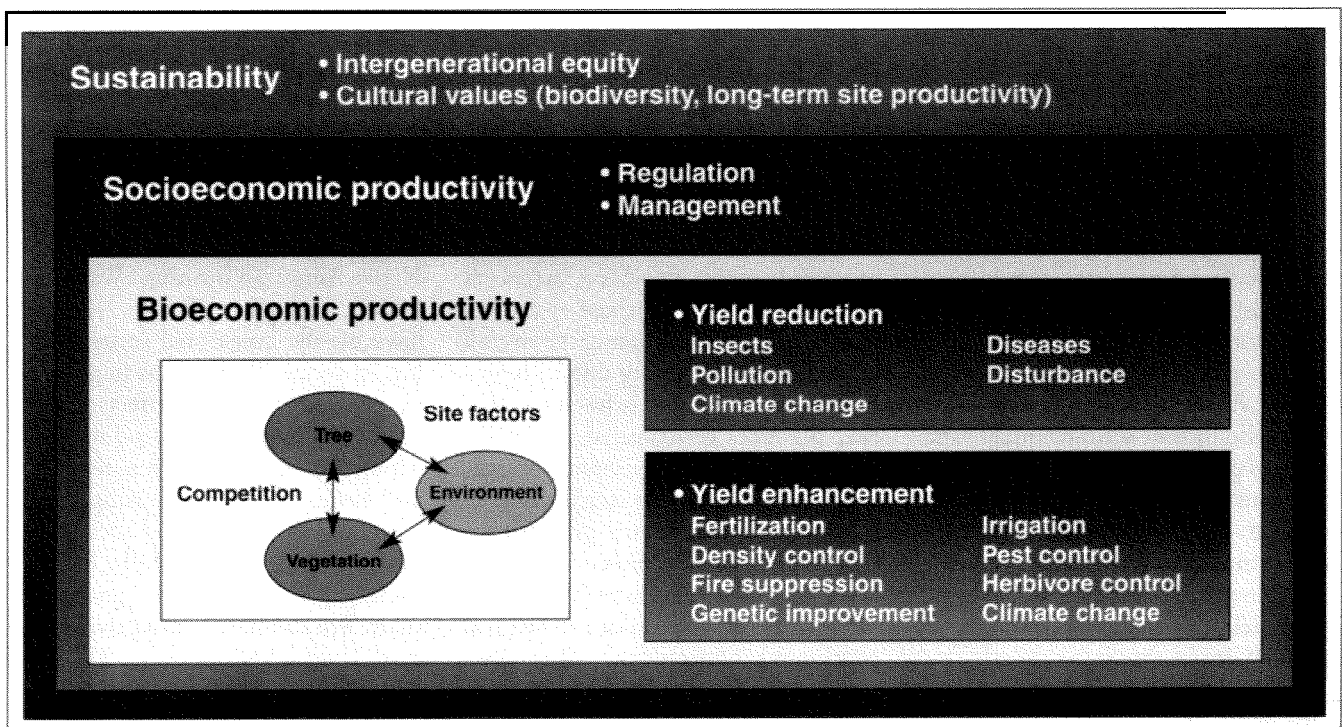 Sustainability
• Intergenerational equity
• Cultural values (biodiversity, long-term site productivity)
Socioeconomic productivity
• Regulation
• Management
Bioeconomic productivity
Tree
Site factors
Competition
Environment
Vegetation
• Yield reduction
Insects
Diseases
Pollution
Disturbance
Climate change
• Yield enhancement
Fertilization
Irrigation
Density control
Pest control
Fire suppression
Herbivore control
Genetic improvement
Climate change